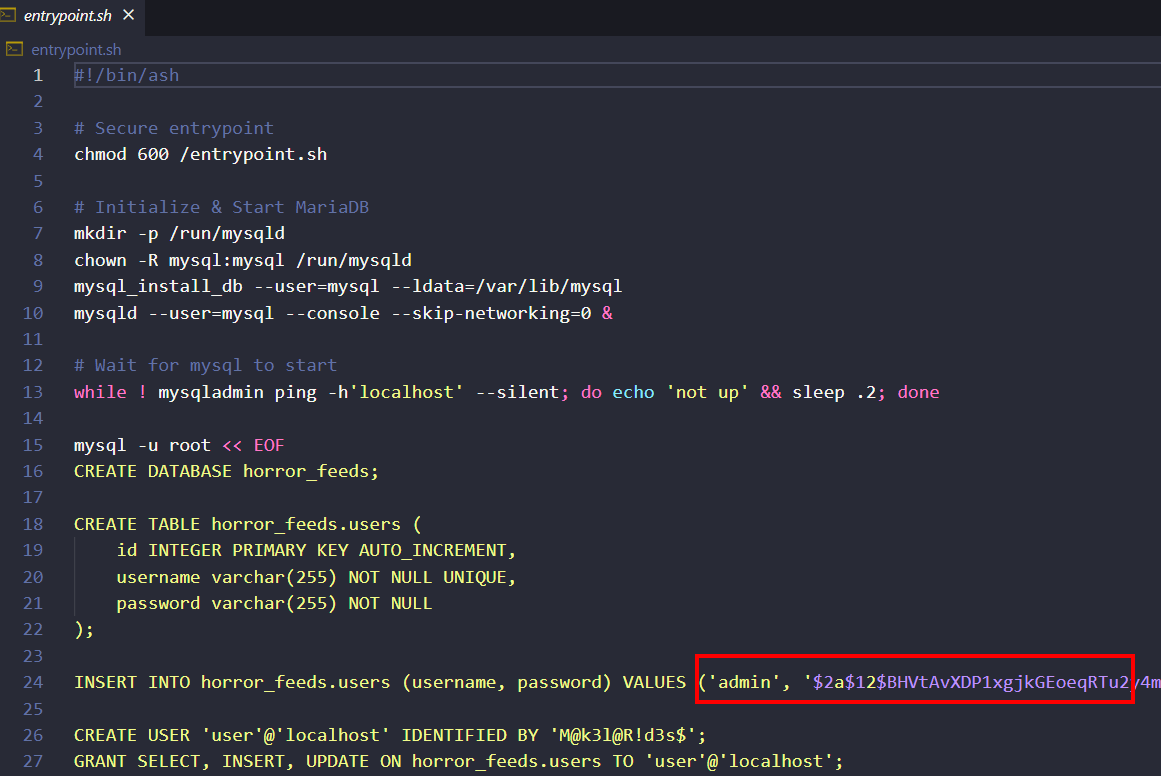 entrypoint.sh
entrypoint.sh
1 #!/bin/ash
2
3 # Secure entrypoint
4 chmod 600 /entrypoint.sh
5
6 # Initialize & Start MariaDB
7 mkdir -p /run/mysqld
8 chown -R mysql:mysql /run/mysqld
9 mysql_install_db --user=mysql --ldata=/var/lib/mysql
10 mysqld --user=mysql --console --skip-networking=0 &
11
12 # Wait for mysql to start
13 while ! mysqladmin ping -h'localhost' --silent; do echo 'not up' && sleep .2; done
14
15 mysql -u root << EOF
16 CREATE DATABASE horror_feeds;
17
18 CREATE TABLE horror_feeds.users (
19 id INTEGER PRIMARY KEY AUTO_INCREMENT,
20 username varchar(255) NOT NULL UNIQUE,
21 password varchar(255) NOT NULL
22 );
23
24 INSERT INTO horror_feeds.users (username, password) VALUES ('admin', '$2a$12$BHVtAvXDP1xgjkGEoeqRTu2y4m
25
26 CREATE USER 'user'@'localhost' IDENTIFIED BY 'M@k3l@R!d3s$';
27 GRANT SELECT, INSERT, UPDATE ON horror_feeds.users TO 'user'@'localhost';